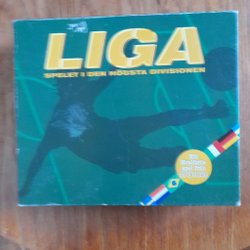 LIGA
SPELET I DEN HÖGSTA DIVISIONEN